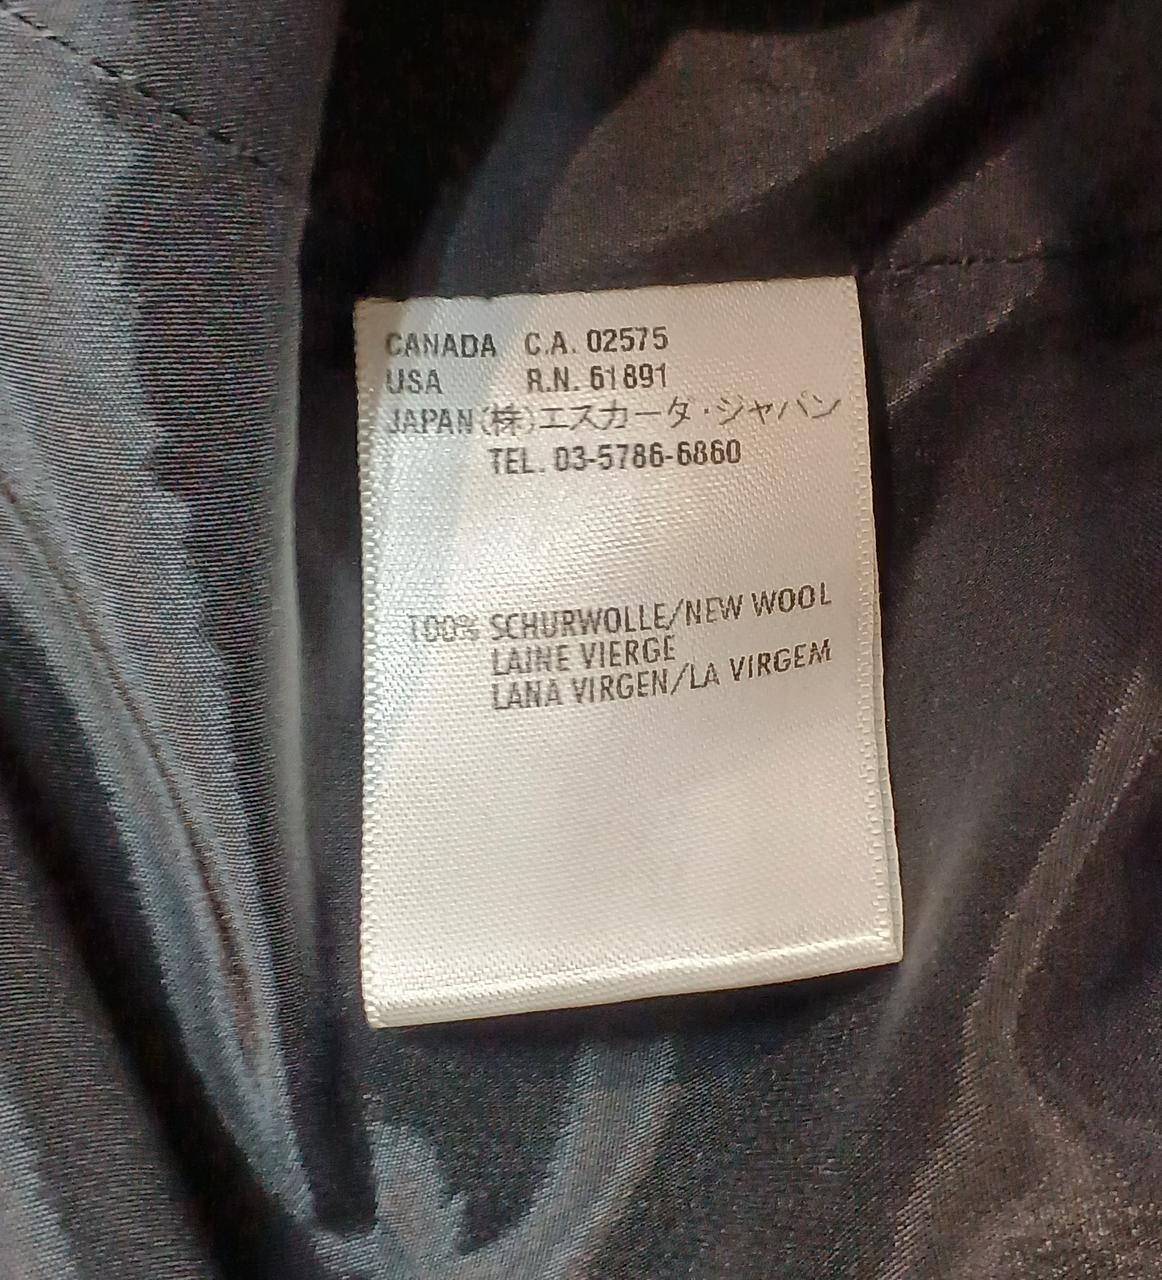 CANADA C.A. 02575
USA R.N. 61891
JAPAN (株)エスカーダ・ジャパン
TEL. 03-5786-6860
100% SCHURWOLLE/NEW WOOL
LAINE VIERGE
LANA VIRGEN/LA VIRGEM